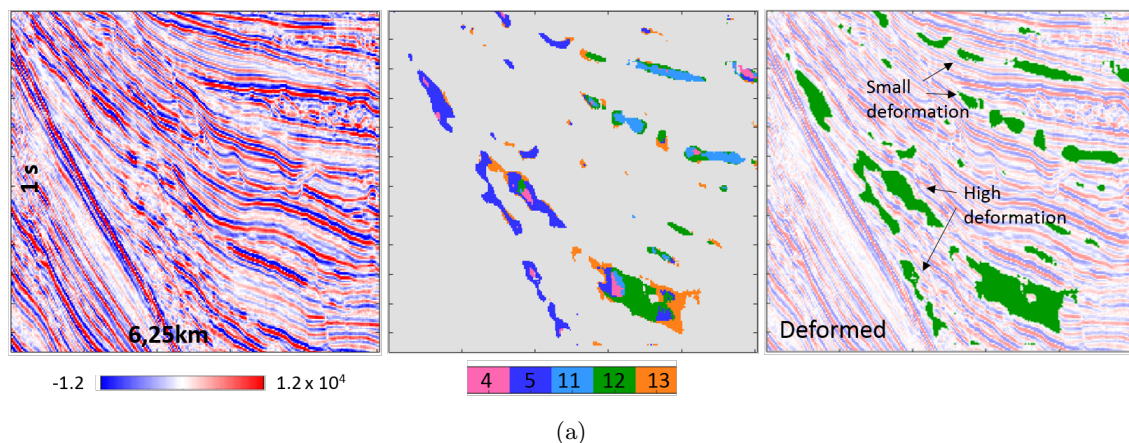 Small
deformation
1 s
High
deformation
6,25km
Deformed
-1.2
1.2 x 10⁴
4 5 11 12 13
(a)